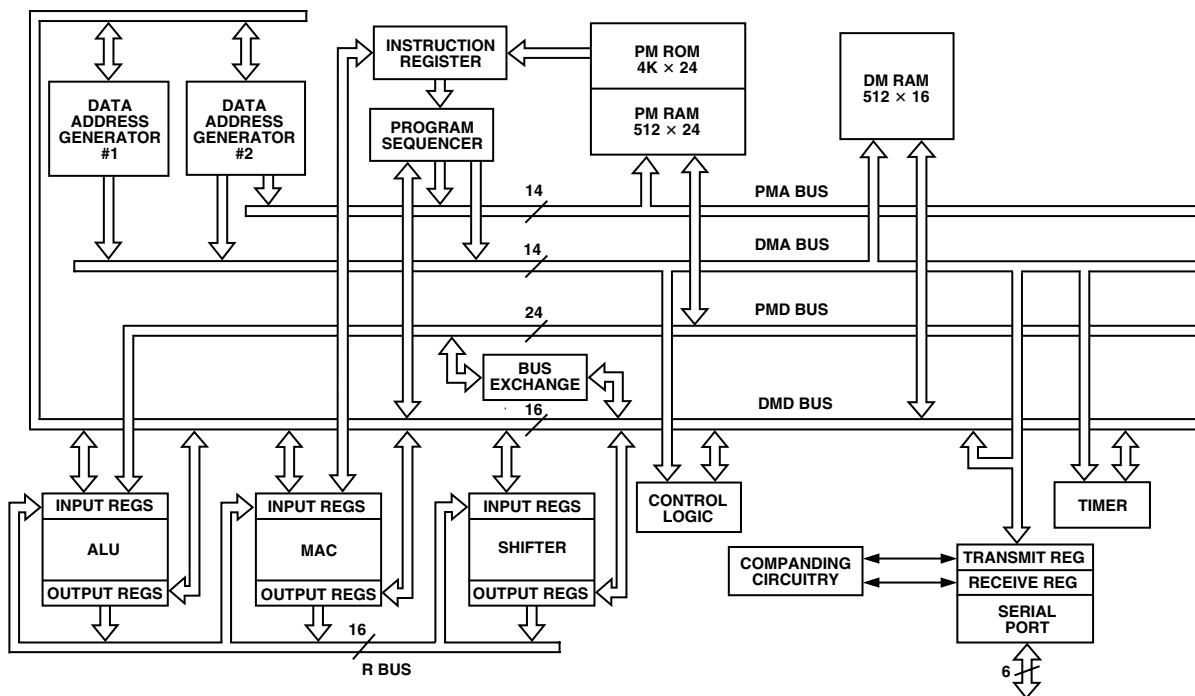 INSTRUCTION
REGISTER
PM ROM
4K × 24
PM RAM
512 × 24
DM RAM
512 × 16
DATA
ADDRESS
GENERATOR
#1
DATA
ADDRESS
GENERATOR
#2
PROGRAM
SEQUENCER
14
PMA BUS
14
DMA BUS
24
PMD BUS
BUS
EXCHANGE
16
DMD BUS
INPUT REGS
ALU
OUTPUT REGS
INPUT REGS
MAC
OUTPUT REGS
INPUT REGS
SHIFTER
OUTPUT REGS
CONTROL
LOGIC
TIMER
COMPANDING
CIRCUITRY
TRANSMIT REG
RECEIVE REG
SERIAL
PORT
16
R BUS
6